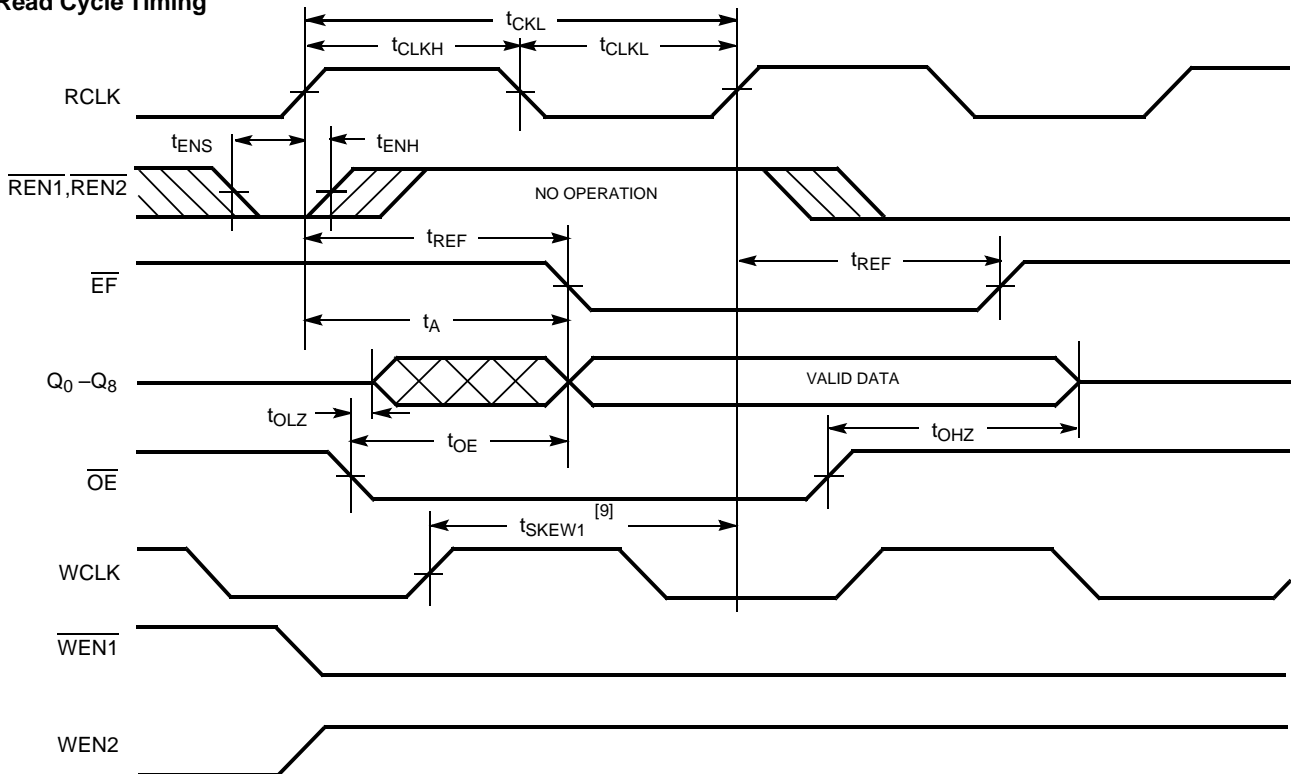 Read Cycle Timing
tCKL
tCLKH
tCLKL
RCLK
tENS
tENH
REN1,REN2
NO OPERATION
tREF
tREF
EF
tA
Q0 –Q8
VALID DATA
tOLZ
tOE
tOHZ
OE
tSKEW1 [9]
WCLK
WEN1
WEN2